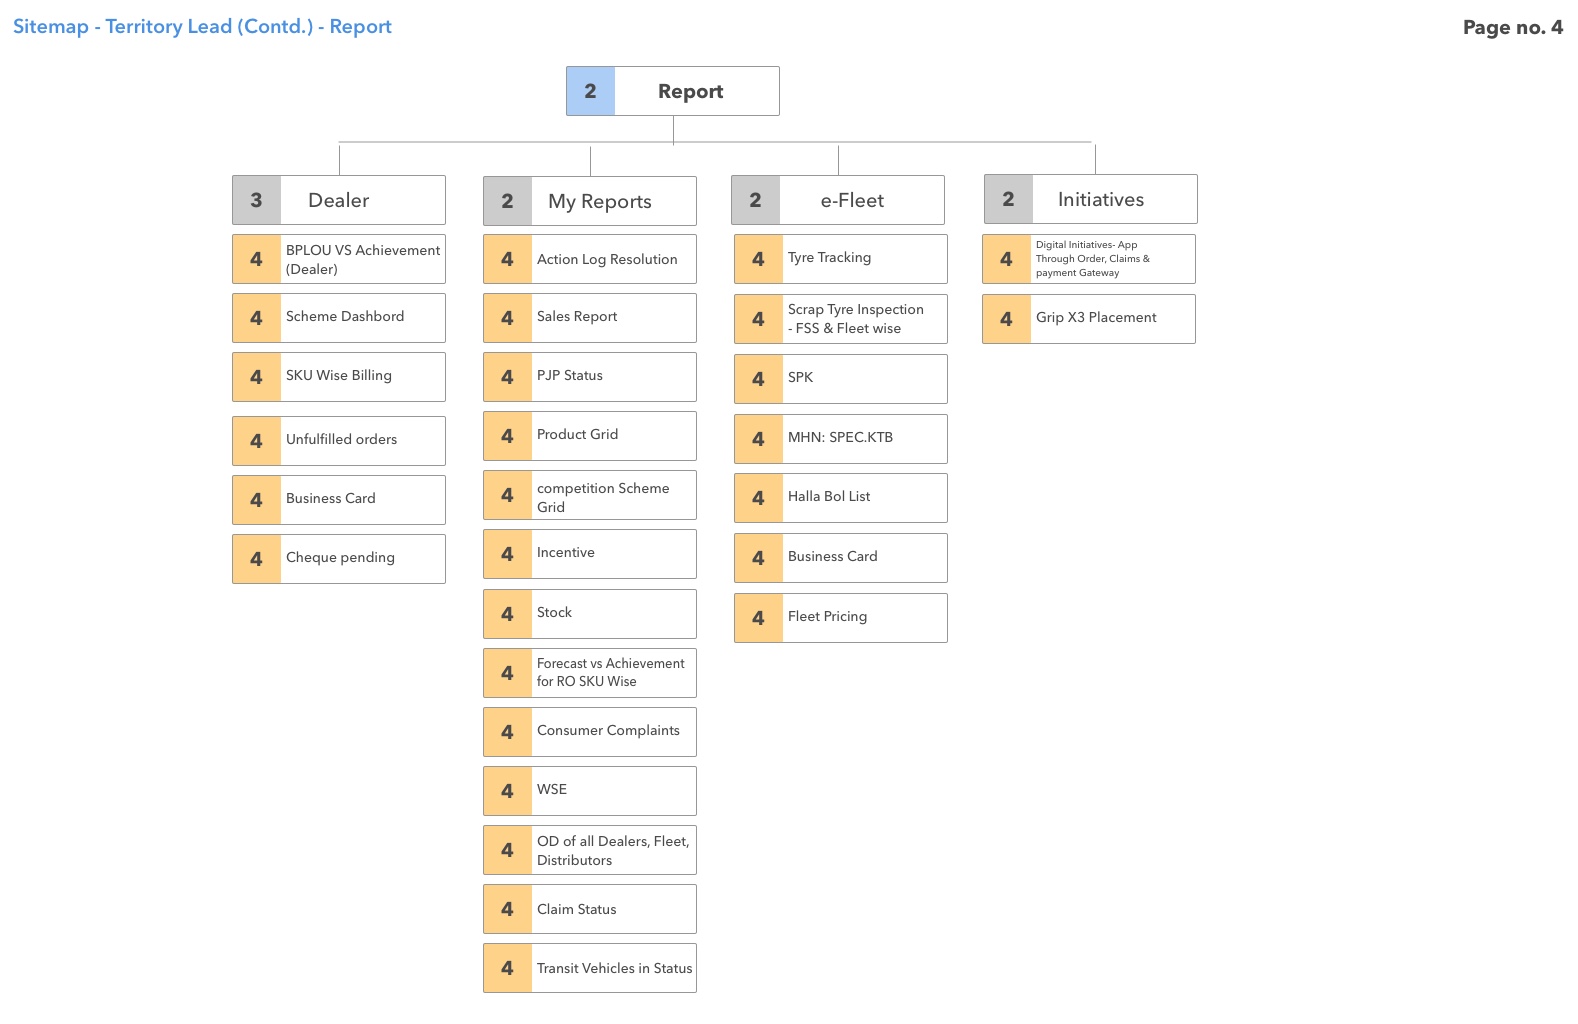 Sitemap - Territory Lead (Contd.) - Report
Page no. 4
2 Report
3 Dealer
4 BPLOU VS Achievement
(Dealer)
4 Scheme Dashbord
4 SKU Wise Billing
4 Unfulfilled orders
4 Business Card
4 Cheque pending
2 My Reports
4 Action Log Resolution
4 Sales Report
4 PJP Status
4 Product Grid
4 competition Scheme
Grid
4 Incentive
4 Stock
4 Forecast vs Achievement
for RO SKU Wise
4 Consumer Complaints
4 WSE
4 OD of all Dealers, Fleet,
Distributors
4 Claim Status
4 Transit Vehicles in Status
2 e-Fleet
4 Tyre Tracking
4 Scrap Tyre Inspection
- FSS & Fleet wise
4 SPK
4 MHN: SPEC.KTB
4 Halla Bol List
4 Business Card
4 Fleet Pricing
2 Initiatives
4 Digital Initiatives- App
Through Order, Claims &
payment Gateway
4 Grip X3 Placement